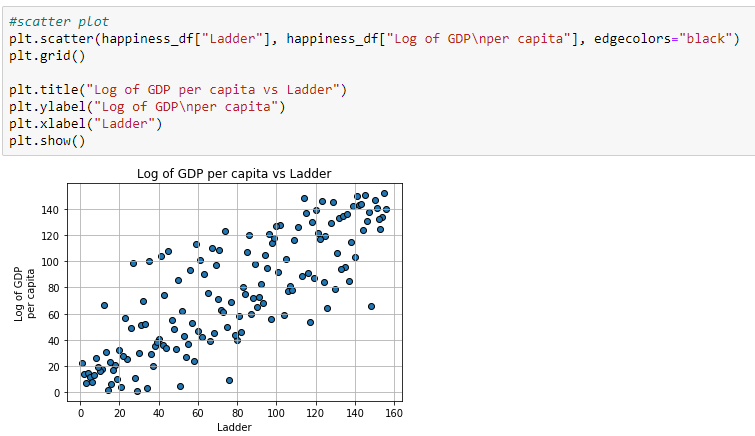 #scatter plot
plt.scatter(happiness_df["Ladder"], happiness_df["Log of GDP\nper capita"], edgecolors="black")
plt.grid()
plt.title("Log of GDP per capita vs Ladder")
plt.ylabel("Log of GDP\nper capita")
plt.xlabel("Ladder")
plt.show()
Log of GDP per capita vs Ladder
140
120
100
80
60
40
20
0
Log of GDP
per capita
0 20 40 60 80 100 120 140 160
Ladder